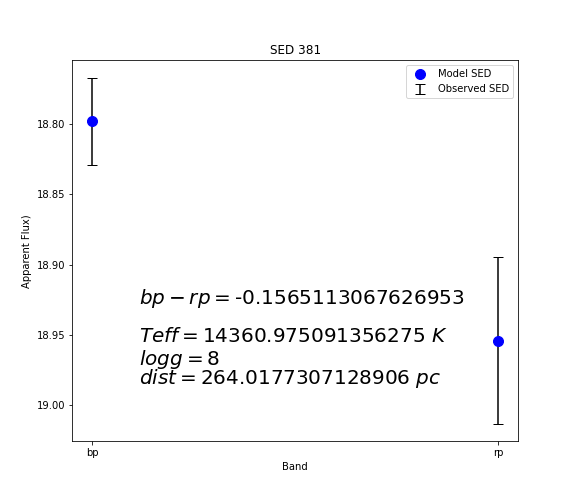 SED 381
Model SED
Observed SED
18.80
18.85
18.90
18.95
19.00
Apparent Flux)
bp − rp = -0.1565113067626953
Teff = 14360.975091356275 K
logg = 8
dist = 264.0177307128906 pc
bp
rp
Band